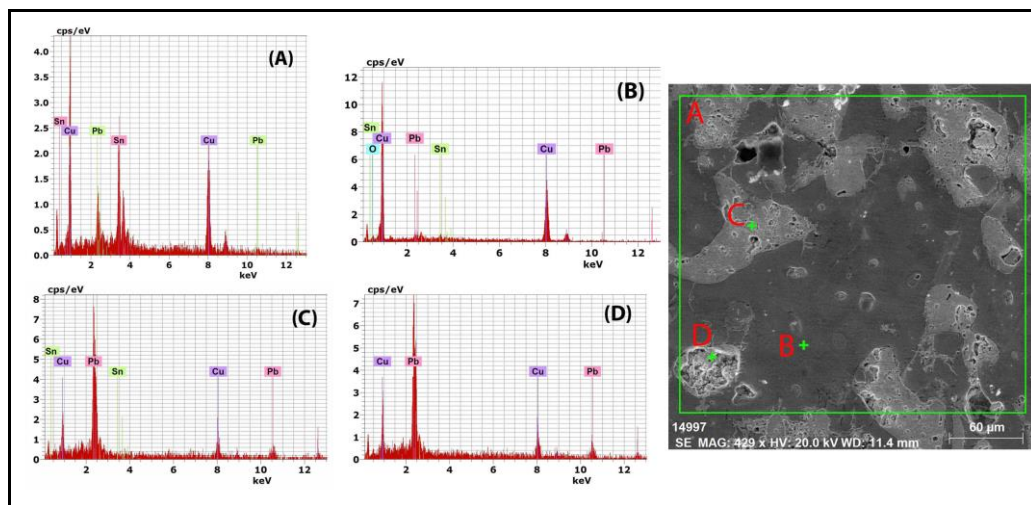 cps/eV
(A)
4.0
3.5
3.0
2.5
2.0
1.5
1.0
0.5
0.0
Sn
Cu
Pb
Sn
Cu
Pb
2 4 6 8 10 12
keV
cps/eV
(B)
12
10
8
6
4
2
0
Sn
Cu
O
Pb
Sn
Cu
Pb
2 4 6 8 10 12
keV
cps/eV
(C)
8
7
6
5
4
3
2
1
0
Sn
Cu
Pb
Sn
Cu
Pb
2 4 6 8 10 12
keV
cps/eV
(D)
7
6
5
4
3
2
1
0
Cu
Pb
Cu
Pb
2 4 6 8 10 12
keV
A
C
D
B
14997
SE MAG: 429 x HV: 20.0 kV WD: 11.4 mm
60 µm